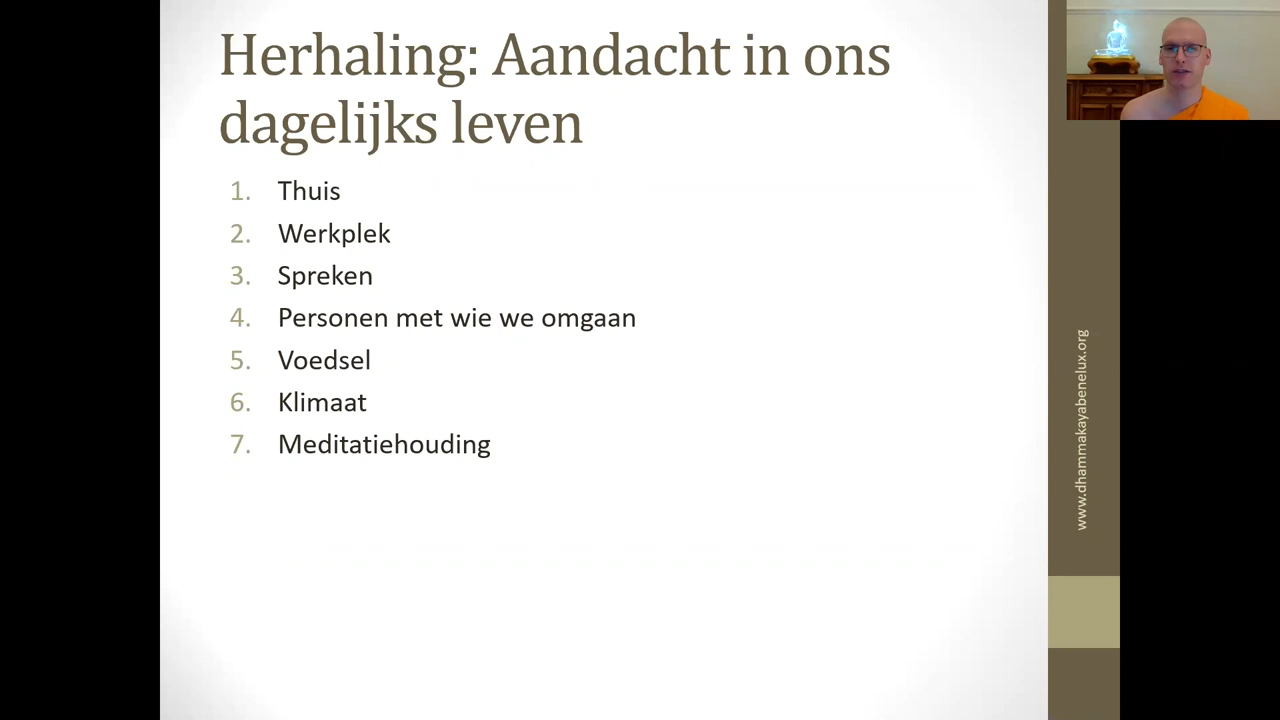 Herhaling: Aandacht in ons
dagelijks leven
1. Thuis
2. Werkplek
3. Spreken
4. Personen met wie we omgaan
5. Voedsel
6. Klimaat
7. Meditatiehouding
www.dhammakayabenelux.org